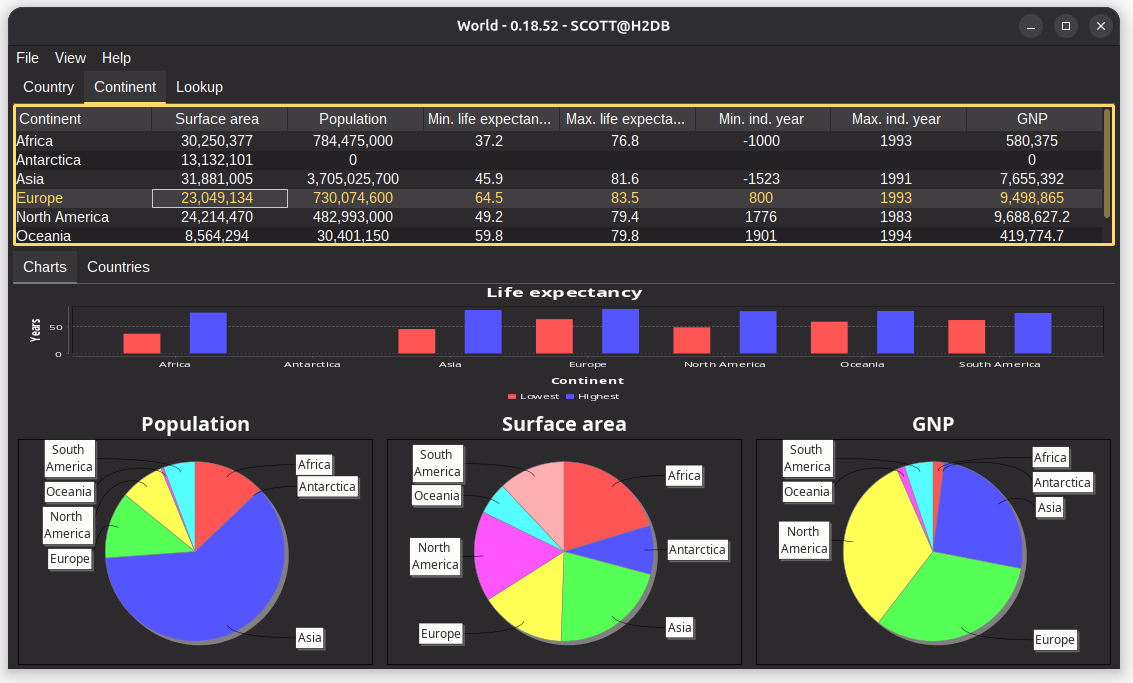 World - 0.18.52 - SCOTT@H2DB
File View Help
Country Continent Lookup
Continent Surface area Population Min. life expectan... Max. life expecta... Min. ind. year Max. ind. year GNP
Africa 30,250,377 784,475,000 37.2 76.8 -1000 1993 580,375
Antarctica 13,132,101 0 0
Asia 31,881,005 3,705,025,700 45.9 81.6 -1523 1991 7,655,392
Europe 23,049,134 730,074,600 64.5 83.5 800 1993 9,498,865
North America 24,214,470 482,993,000 49.2 79.4 1776 1983 9,688,627.2
Oceania 8,564,294 30,401,150 59.8 79.8 1901 1994 419,774.7
Charts Countries
Life expectancy
Years
50
0
Africa Antarctica Asia Europe North America Oceania South America
Continent
Lowest Highest
Population
South
America
Oceania
North
America
Europe
Africa
Antarctica
Asia
Surface area
South
America
Oceania
North
America
Europe
Africa
Antarctica
Asia
GNP
South
America
Oceania
North
America
Africa
Antarctica
Asia
Europe